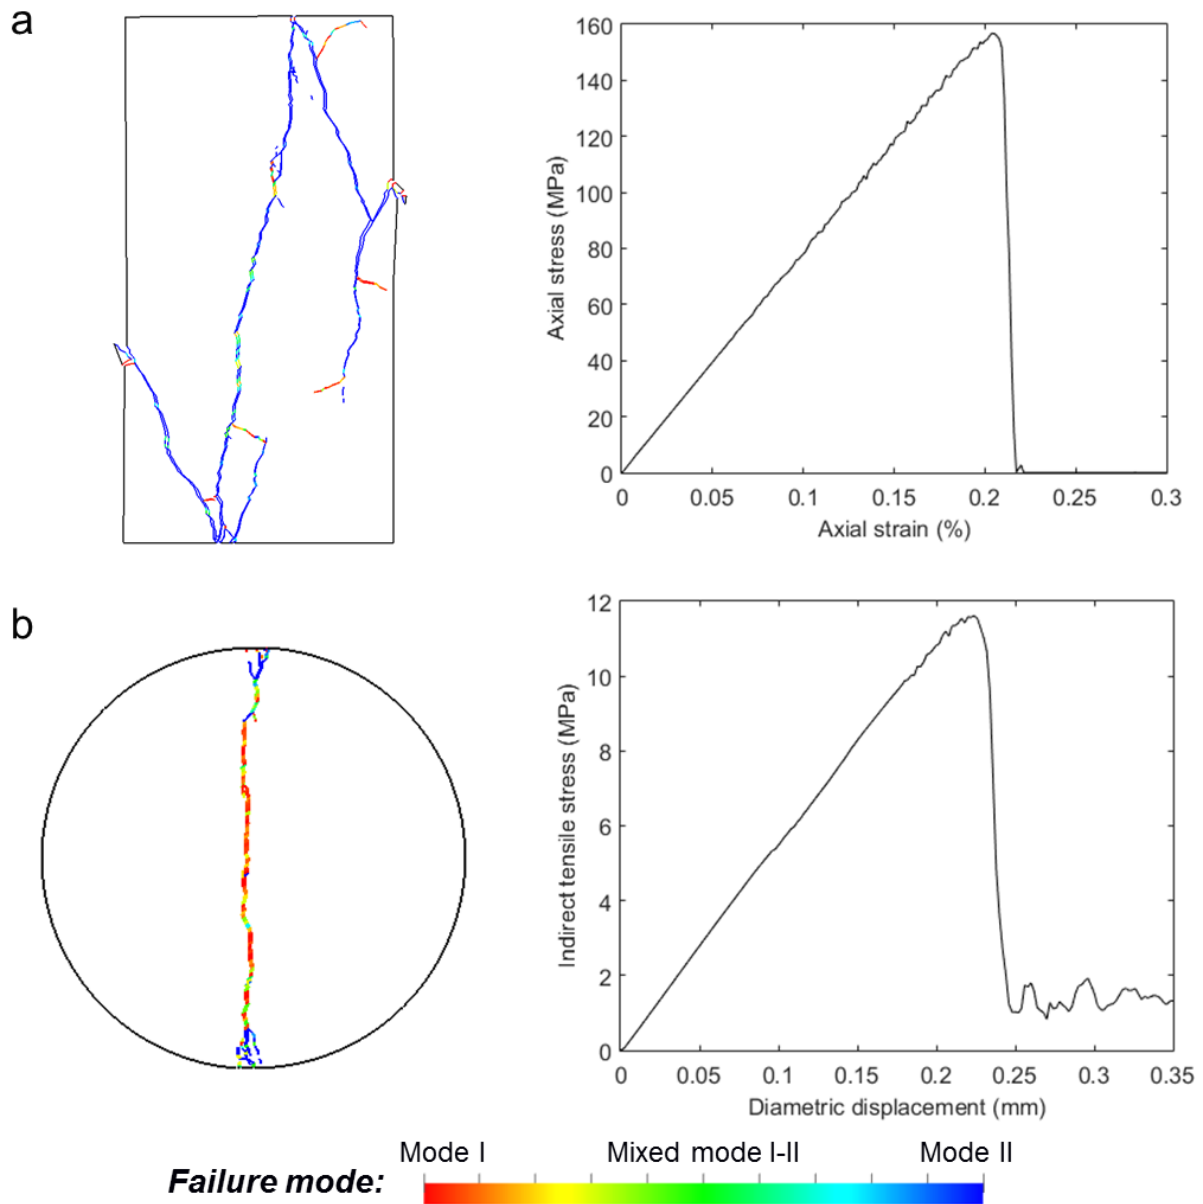 a
160
140
120
100
80
60
40
20
0
Axial stress (MPa)
0 0.05 0.1 0.15 0.2 0.25 0.3
Axial strain (%)
b
12
10
8
6
4
2
0
Indirect tensile stress (MPa)
0 0.05 0.1 0.15 0.2 0.25 0.3 0.35
Diametric displacement (mm)
Mode I Mixed mode I-II Mode II
Failure mode: